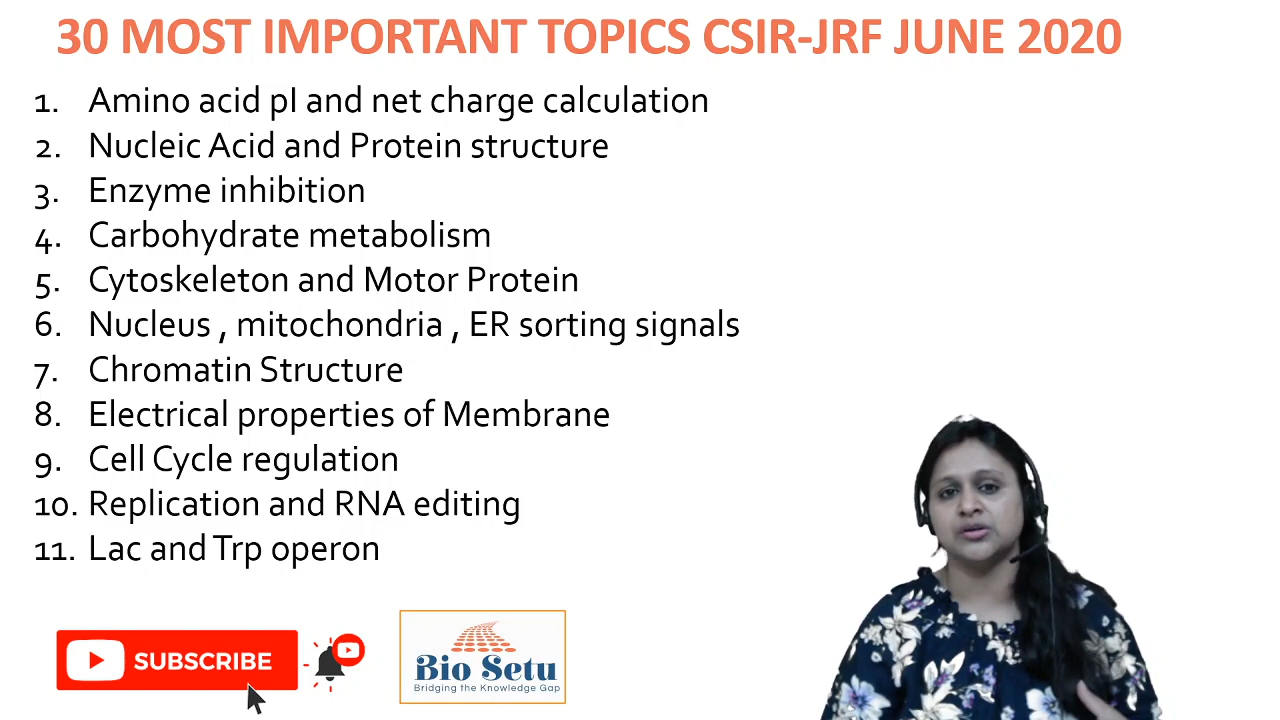 30 MOST IMPORTANT TOPICS CSIR-JRF JUNE 2020
1. Amino acid pI and net charge calculation
2. Nucleic Acid and Protein structure
3. Enzyme inhibition
4. Carbohydrate metabolism
5. Cytoskeleton and Motor Protein
6. Nucleus , mitochondria , ER sorting signals
7. Chromatin Structure
8. Electrical properties of Membrane
9. Cell Cycle regulation
10. Replication and RNA editing
11. Lac and Trp operon
SUBSCRIBE
Bio Setu
Bridging the Knowledge Gap